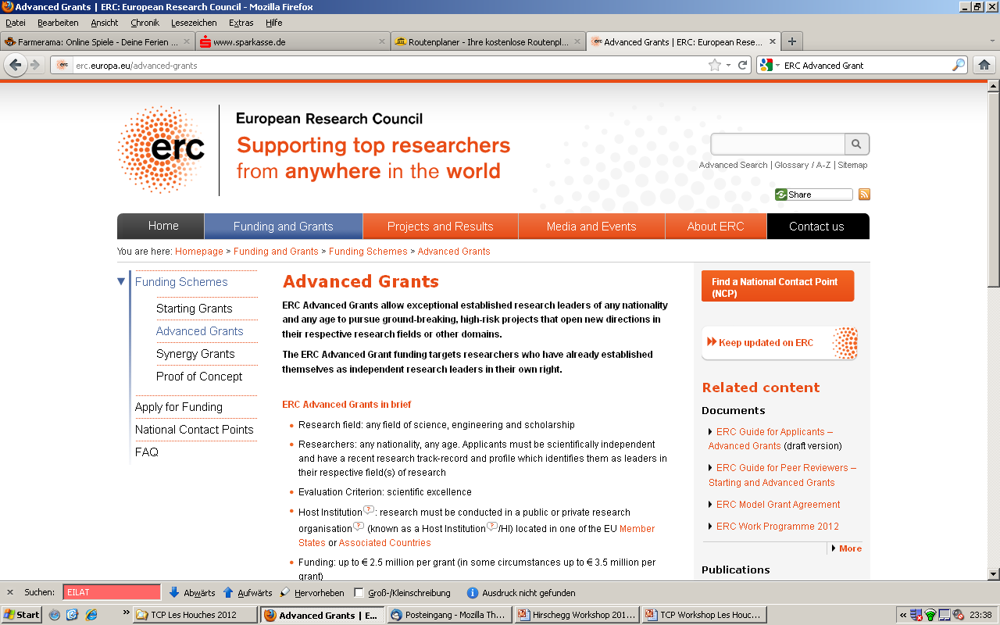 Advanced Grants | ERC: European Research Council - Mozilla Firefox
Datei Bearbeiten Ansicht Chronik Lesezeichen Extras Hilfe
Farmerama: Online Spiele - Deine Ferien ... www.sparkasse.de Routenplaner - Ihre kostenlose Routenpl... Advanced Grants | ERC: European Rese...
erc.europa.eu/advanced-grants ERC Advanced Grant
erc
European Research Council
Supporting top researchers
from anywhere in the world
Advanced Search | Glossary / A-Z | Sitemap
Share
Home Funding and Grants Projects and Results Media and Events About ERC Contact us
You are here: Homepage > Funding and Grants > Funding Schemes > Advanced Grants
Funding Schemes
Starting Grants
Advanced Grants
Synergy Grants
Proof of Concept
Apply for Funding
National Contact Points
FAQ
Advanced Grants
ERC Advanced Grants allow exceptional established research leaders of any nationality
and any age to pursue ground-breaking, high-risk projects that open new directions in
their respective research fields or other domains.
The ERC Advanced Grant funding targets researchers who have already established
themselves as independent research leaders in their own right.
ERC Advanced Grants in brief
• Research field: any field of science, engineering and scholarship
• Researchers: any nationality, any age. Applicants must be scientifically independent
and have a recent research track-record and profile which identifies them as leaders in
their respective field(s) of research
• Evaluation Criterion: scientific excellence
• Host Institution?: research must be conducted in a public or private research
organisation? (known as a Host Institution?/HI) located in one of the EU Member
States or Associated Countries
• Funding: up to € 2.5 million per grant (in some circumstances up to € 3.5 million per
grant)
Find a National Contact Point
(NCP)
Keep updated on ERC
Related content
Documents
ERC Guide for Applicants –
Advanced Grants (draft version)
ERC Guide for Peer Reviewers –
Starting and Advanced Grants
ERC Model Grant Agreement
ERC Work Programme 2012
More
Publications
Suchen: EILAT Abwärts Aufwärts Hervorheben Groß-/Kleinschreibung Ausdruck nicht gefunden
Start TCP Les Houches 2012 Advanced Grants | E... Posteingang - Mozilla Th... Hirschegg Workshop 201... TCP Workshop Les Houc... 23:38